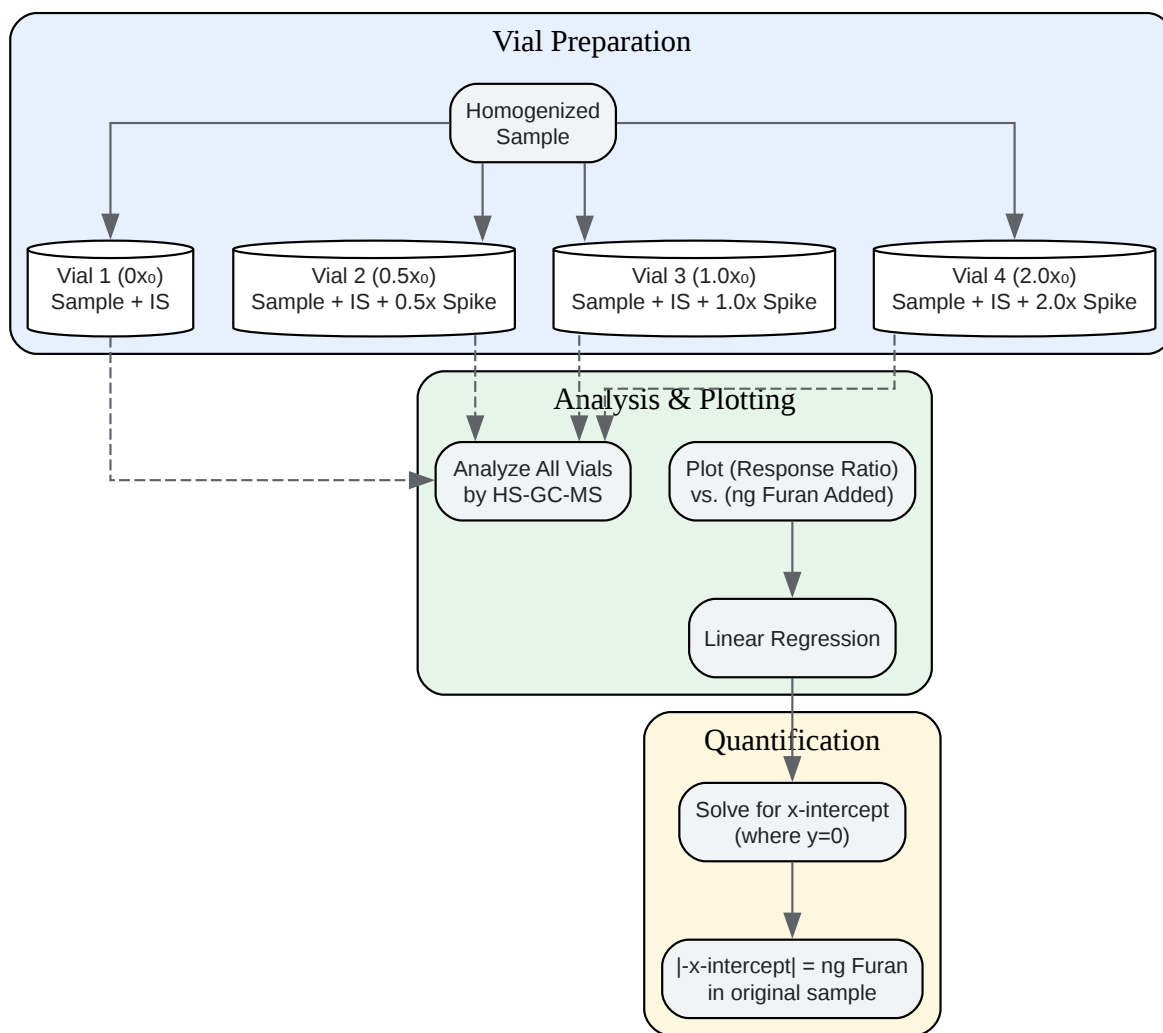 Vial Preparation
Homogenized
Sample
Vial 1 (0x₀)
Sample + IS
Vial 2 (0.5x₀)
Sample + IS + 0.5x Spike
Vial 3 (1.0x₀)
Sample + IS + 1.0x Spike
Vial 4 (2.0x₀)
Sample + IS + 2.0x Spike
Analysis & Plotting
Analyze All Vials
by HS-GC-MS
Plot (Response Ratio)
vs. (ng Furan Added)
Linear Regression
Quantification
Solve for x-intercept
(where y=0)
|-x-intercept| = ng Furan
in original sample